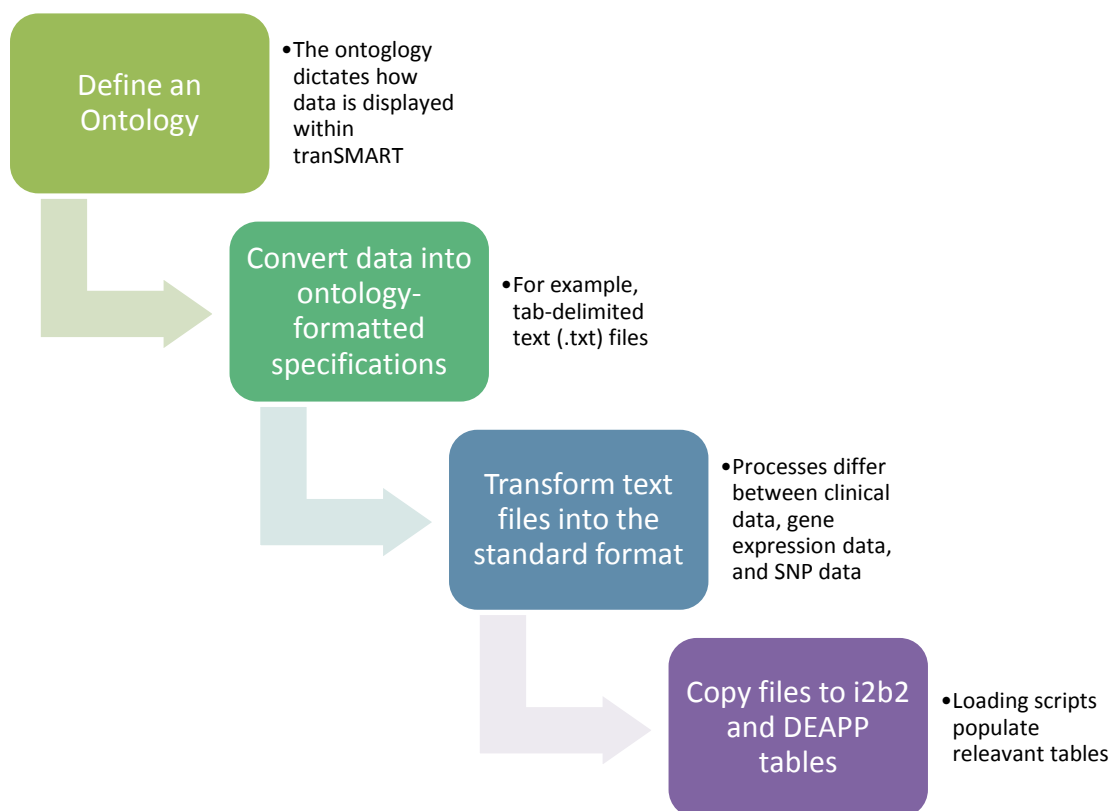 Define an
Ontology
•The ontoglogy
dictates how
data is displayed
within
tranSMART
Convert data into
ontology-
formatted
specifications
•For example,
tab-delimited
text (.txt) files
Transform text
files into the
standard format
•Processes differ
between clinical
data, gene
expression data,
and SNP data
Copy files to i2b2
and DEAPP
tables
•Loading scripts
populate
releavant tables